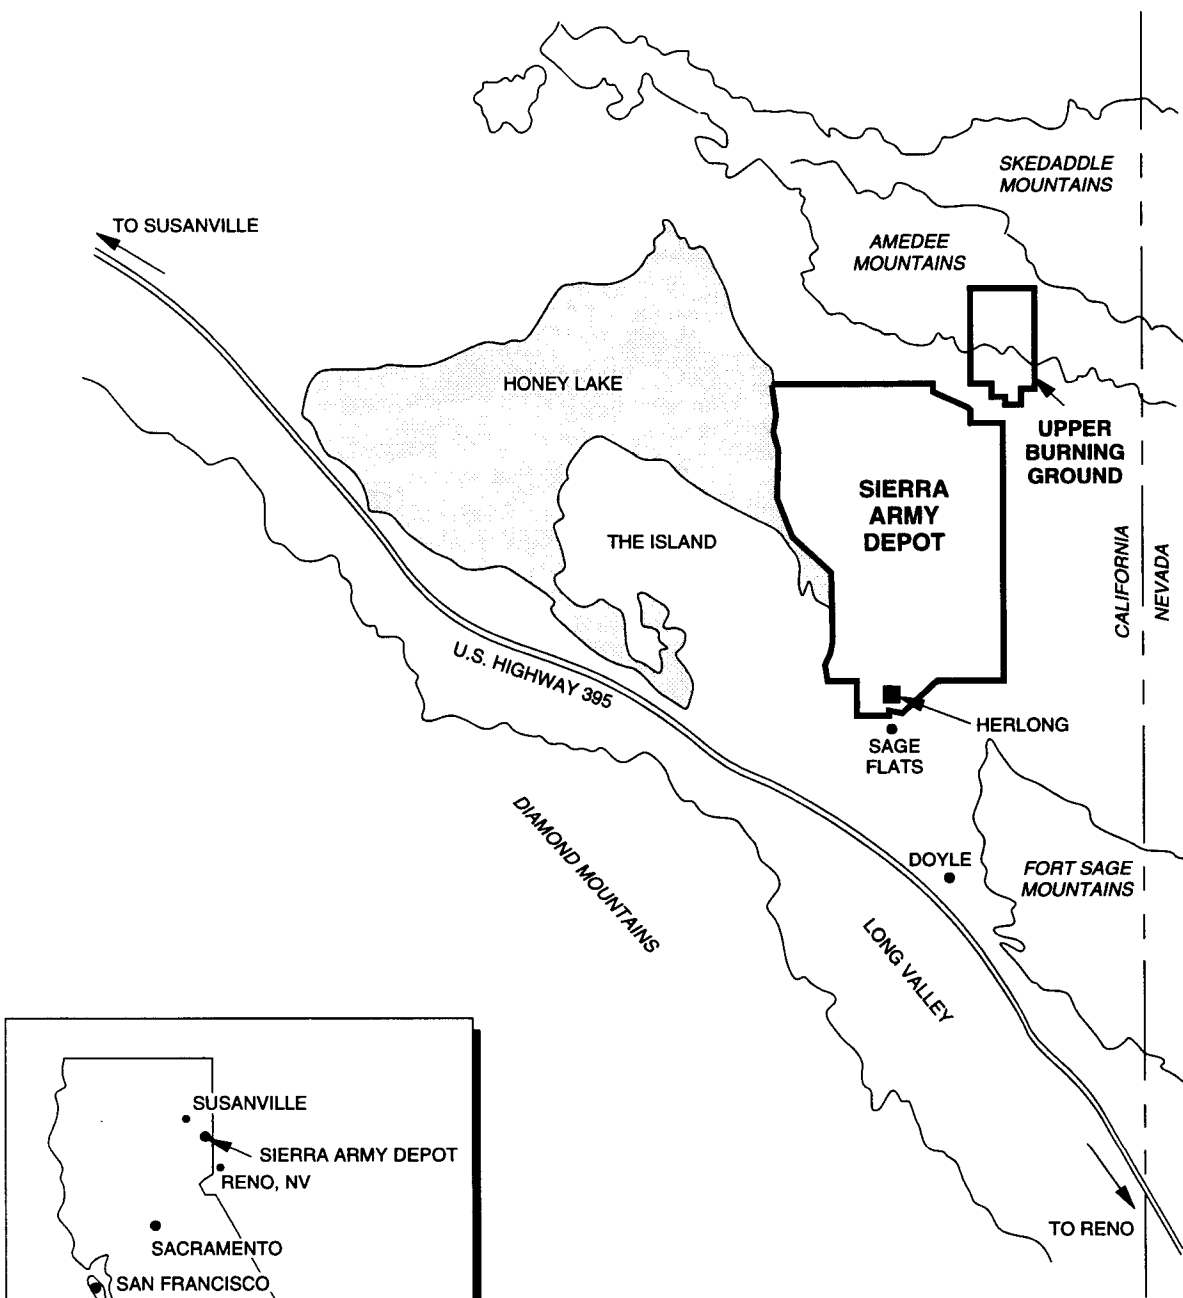 SKEDADDLE
MOUNTAINS
TO SUSANVILLE
AMEDEE
MOUNTAINS
HONEY LAKE
UPPER
BURNING
GROUND
SIERRA
ARMY
DEPOT
THE ISLAND
CALIFORNIA
NEVADA
U.S. HIGHWAY 395
HERLONG
SAGE
FLATS
DIAMOND MOUNTAINS
DOYLE
FORT SAGE
MOUNTAINS
LONG VALLEY
TO RENO
SUSANVILLE
SIERRA ARMY DEPOT
RENO, NV
SACRAMENTO
SAN FRANCISCO